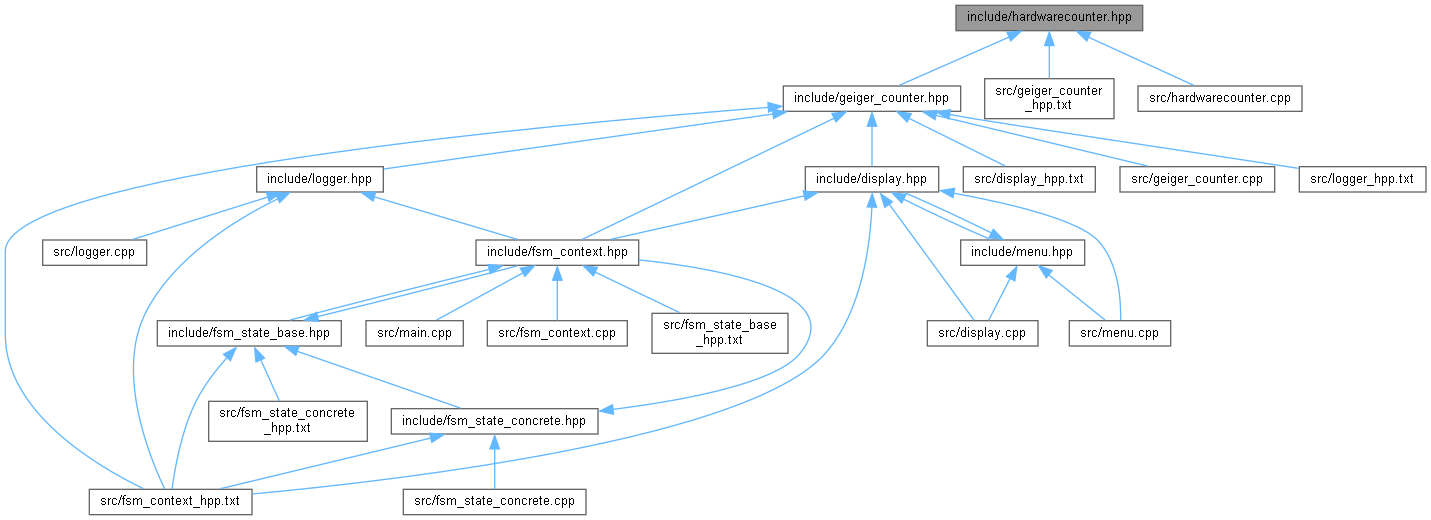 include/hardwarecounter.hpp
include/geiger_counter.hpp
src/geiger_counter
_hpp.txt
src/hardwarecounter.cpp
include/logger.hpp
include/display.hpp
src/display_hpp.txt
src/geiger_counter.cpp
src/logger_hpp.txt
src/logger.cpp
include/fsm_context.hpp
include/menu.hpp
include/fsm_state_base.hpp
src/main.cpp
src/fsm_context.cpp
src/fsm_state_base
_hpp.txt
src/display.cpp
src/menu.cpp
src/fsm_state_concrete
_hpp.txt
include/fsm_state_concrete.hpp
src/fsm_context_hpp.txt
src/fsm_state_concrete.cpp